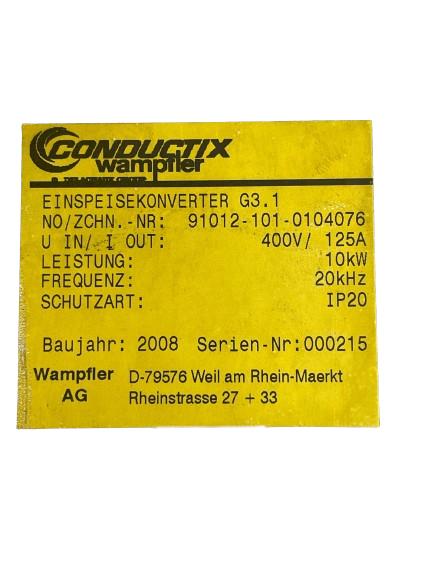 CONDUCTIX
wampfler
EINSPEISEKONVERTER G3.1
NO/ZCHN.-NR: 91012-101-0104076
U IN/ I OUT: 400V/ 125A
LEISTUNG: 10kW
FREQUENZ: 20kHz
SCHUTZART: IP20
Baujahr: 2008 Serien-Nr:000215
Wampfler D-79576 Weil am Rhein-Maerkt
AG Rheinstrasse 27 + 33